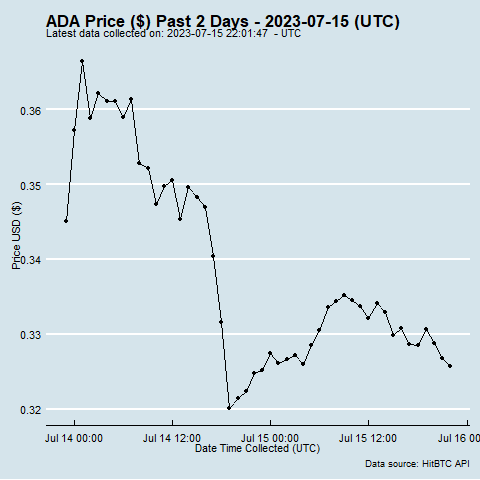 ADA Price ($) Past 2 Days - 2023-07-15 (UTC)
Latest data collected on: 2023-07-15 22:01:47 - UTC
0.36
0.35
0.34
0.33
0.32
Price USD ($)
Jul 14 00:00 Jul 14 12:00 Jul 15 00:00 Jul 15 12:00 Jul 16 00
Date Time Collected (UTC)
Data source: HitBTC API